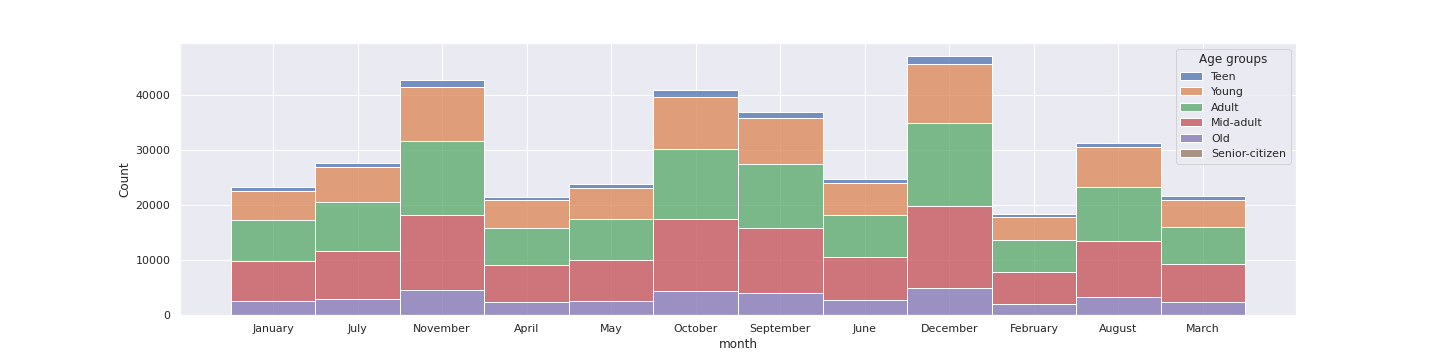 Age groups
Teen
Young
Adult
Mid-adult
Old
Senior-citizen
Count
40000
30000
20000
10000
0
January July November April May October September June December February August March
month